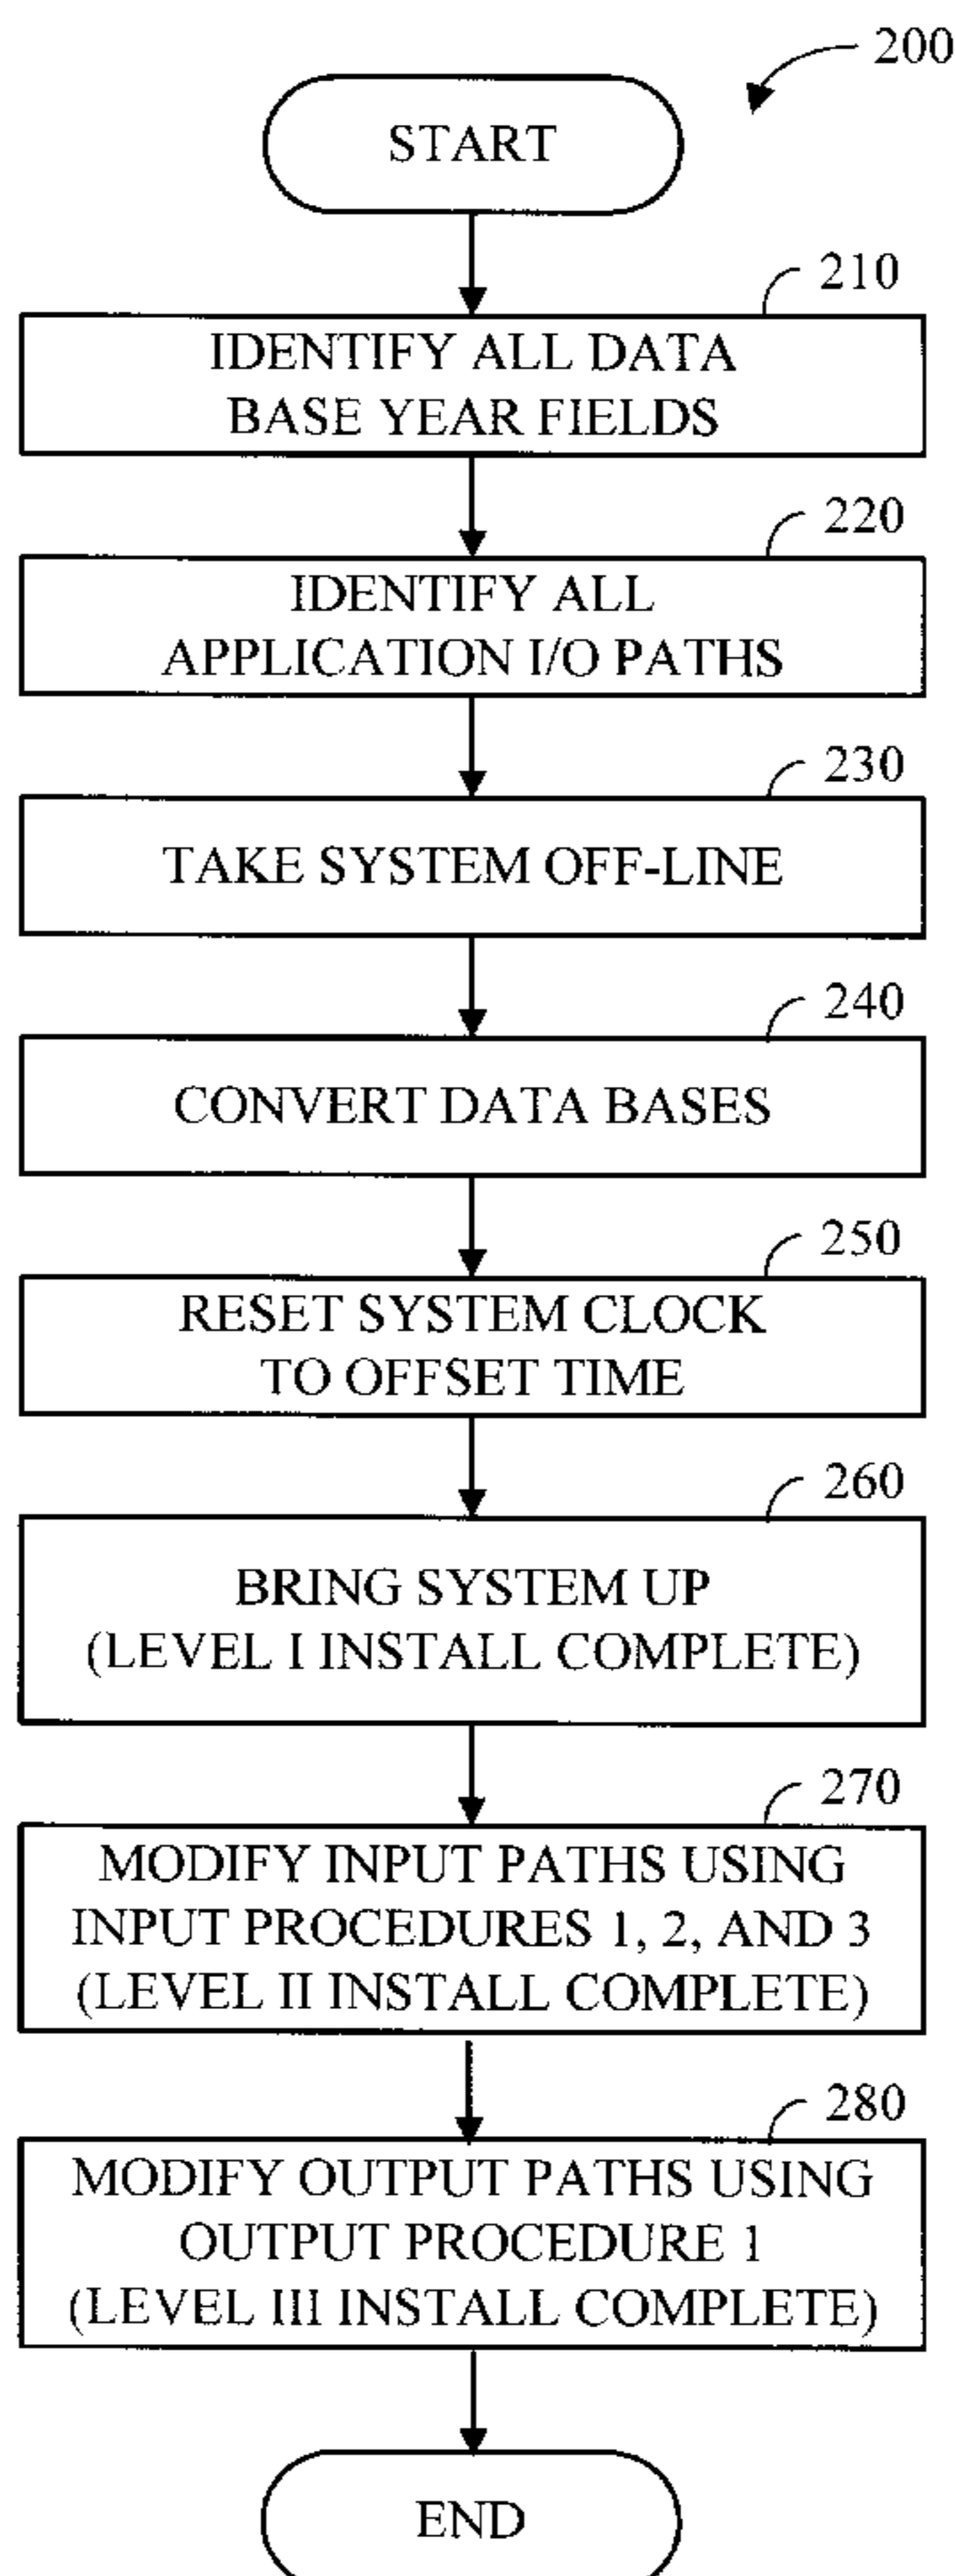 200
START
210
IDENTIFY ALL DATA
BASE YEAR FIELDS
220
IDENTIFY ALL
APPLICATION I/O PATHS
230
TAKE SYSTEM OFF-LINE
240
CONVERT DATA BASES
250
RESET SYSTEM CLOCK
TO OFFSET TIME
260
BRING SYSTEM UP
(LEVEL I INSTALL COMPLETE)
270
MODIFY INPUT PATHS USING
INPUT PROCEDURES 1, 2, AND 3
(LEVEL II INSTALL COMPLETE)
280
MODIFY OUTPUT PATHS USING
OUTPUT PROCEDURE 1
(LEVEL III INSTALL COMPLETE)
END